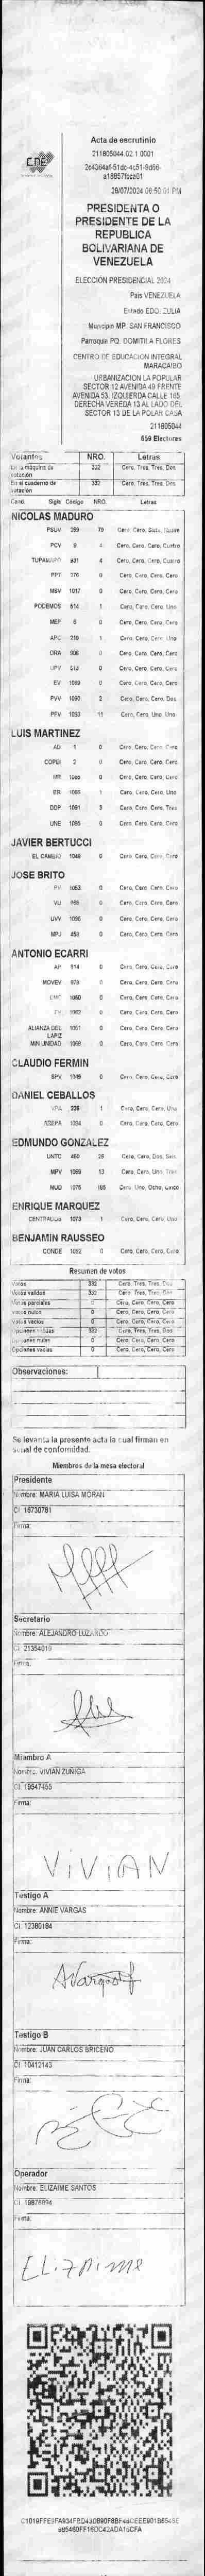 CNE
Acta de escrutinio
211805044.02.1.0001
28/07/2024 06:50:01 PM
PRESIDENTA O
PRESIDENTE DE LA
REPUBLICA
BOLIVARIANA DE
VENEZUELA
ELECCIÓN PRESIDENCIAL 2024
Pais VENEZUELA
Estado EDO. ZULIA
Municipio MP. SAN FRANCISCO
Parroquia PQ. DOMITILA FLORES
CENTRO DE EDUCACION INTEGRAL
MARACAIBO
URBANIZACION LA POPULAR
SECTOR 12 AVENIDA 49 FRENTE
AVENIDA 53. IZQUIERDA CALLE 165.
DERECHA VEREDA 13 AL LADO DEL
SECTOR 13 DE LA POLAR CASA
211805044
659 Electores
Votantes NRO. Letras
En la máquina de votación 332 Cero, Tres, Tres, Dos
En el cuaderno de votación 332 Cero, Tres, Tres, Dos
Cand. Sigla Código NRO. Letras
NICOLAS MADURO
PSUV 269 79 Cero, Cero, Siete, Nueve
PCV 9 4 Cero, Cero, Cero, Cuatro
TUPAMARO 931 4 Cero, Cero, Cero, Cuatro
PPT 376 0 Cero, Cero, Cero, Cero
MSV 1017 0 Cero, Cero, Cero, Cero
PODEMOS 614 1 Cero, Cero, Cero, Uno
MEP 6 0 Cero, Cero, Cero, Cero
APC 219 1 Cero, Cero, Cero, Uno
ORA 906 0 Cero, Cero, Cero, Cero
UPV 513 0 Cero, Cero, Cero, Cero
EV 1089 0 Cero, Cero, Cero, Cero
PVV 1090 2 Cero, Cero, Cero, Dos
PFV 1093 11 Cero, Cero, Uno, Uno
LUIS MARTINEZ
AD 1 0 Cero, Cero, Cero, Cero
COPEI 2 0 Cero, Cero, Cero, Cero
MR 1066 0 Cero, Cero, Cero, Cero
BR 1 Cero, Cero, Cero, Uno
DDP 1091 3 Cero, Cero, Cero, Tres
UNE 1095 0 Cero, Cero, Cero, Cero
JAVIER BERTUCCI
EL CAMBIO 1048 0 Cero, Cero, Cero, Cero
JOSE BRITO
PV 1053 0 Cero, Cero, Cero, Cero
VU 0 Cero, Cero, Cero, Cero
UVV 1096 0 Cero, Cero, Cero, Cero
MPJ 458 0 Cero, Cero, Cero, Cero
ANTONIO ECARRI
AP 914 0 Cero, Cero, Cero, Cero
MOVEV 979 0 Cero, Cero, Cero, Cero
CMC 1050 0 Cero, Cero, Cero, Cero
FV 1062 0 Cero, Cero, Cero, Cero
ALIANZA DEL LAPIZ 1051 0 Cero, Cero, Cero, Cero
MIN UNIDAD 1068 0 Cero, Cero, Cero, Cero
CLAUDIO FERMIN
SPV 1049 0 Cero, Cero, Cero, Cero
DANIEL CEBALLOS
VPA 236 1 Cero, Cero, Cero, Uno
AREPA 1094 0 Cero, Cero, Cero, Cero
EDMUNDO GONZALEZ
UNTC 460 26 Cero, Cero, Dos, Seis
MPV 1069 13 Cero, Cero, Uno, Tres
MUD 1075 185 Cero, Uno, Ocho, Cinco
ENRIQUE MARQUEZ
CENTRADOS 1073 1 Cero, Cero, Cero, Uno
BENJAMIN RAUSSEO
CONDE 1092 0 Cero, Cero, Cero, Cero
Resumen de votos
Votos 332 Cero, Tres, Tres, Dos
Votos validos 332 Cero, Tres, Tres, Dos
Votos parciales 0 Cero, Cero, Cero, Cero
Votos nulos 0 Cero, Cero, Cero, Cero
Votos vacios 0 Cero, Cero, Cero, Cero
Opciones validas 332 Cero, Tres, Tres, Dos
Opciones nulas 0 Cero, Cero, Cero, Cero
Opciones vacias 0 Cero, Cero, Cero, Cero
Observaciones:
Se levanta la presente acta la cual firman en
señal de conformidad.
Miembros de la mesa electoral
Presidente
Nombre: MARIA LUISA MORAN
CI: 16730781
Firma:
Secretario
Nombre: ALEJANDRO LUZARDO
CI: 21354019
Firma:
Miembro A
Nombre: VIVIAN ZUÑIGA
CI: 19547455
Firma:
VIVIAN
Testigo A
Nombre: ANNIE VARGAS
CI: 12380184
Firma:
AVargas
Testigo B
Nombre: JUAN CARLOS BRICEÑO
CI: 10412143
Firma:
Operador
Nombre: ELIZAIME SANTOS
CI: 19876894
Firma:
Elizaime